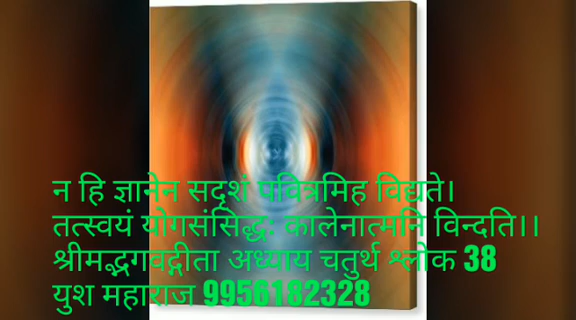 न हि ज्ञानेन सदृशं पवित्रमिह विद्यते।
तत्स्वयं योगसंसिद्धः कालेनात्मनि विन्दति।।
श्रीमद्भगवद्गीता अध्याय चतुर्थ श्लोक 38
युश महाराज 9956182328